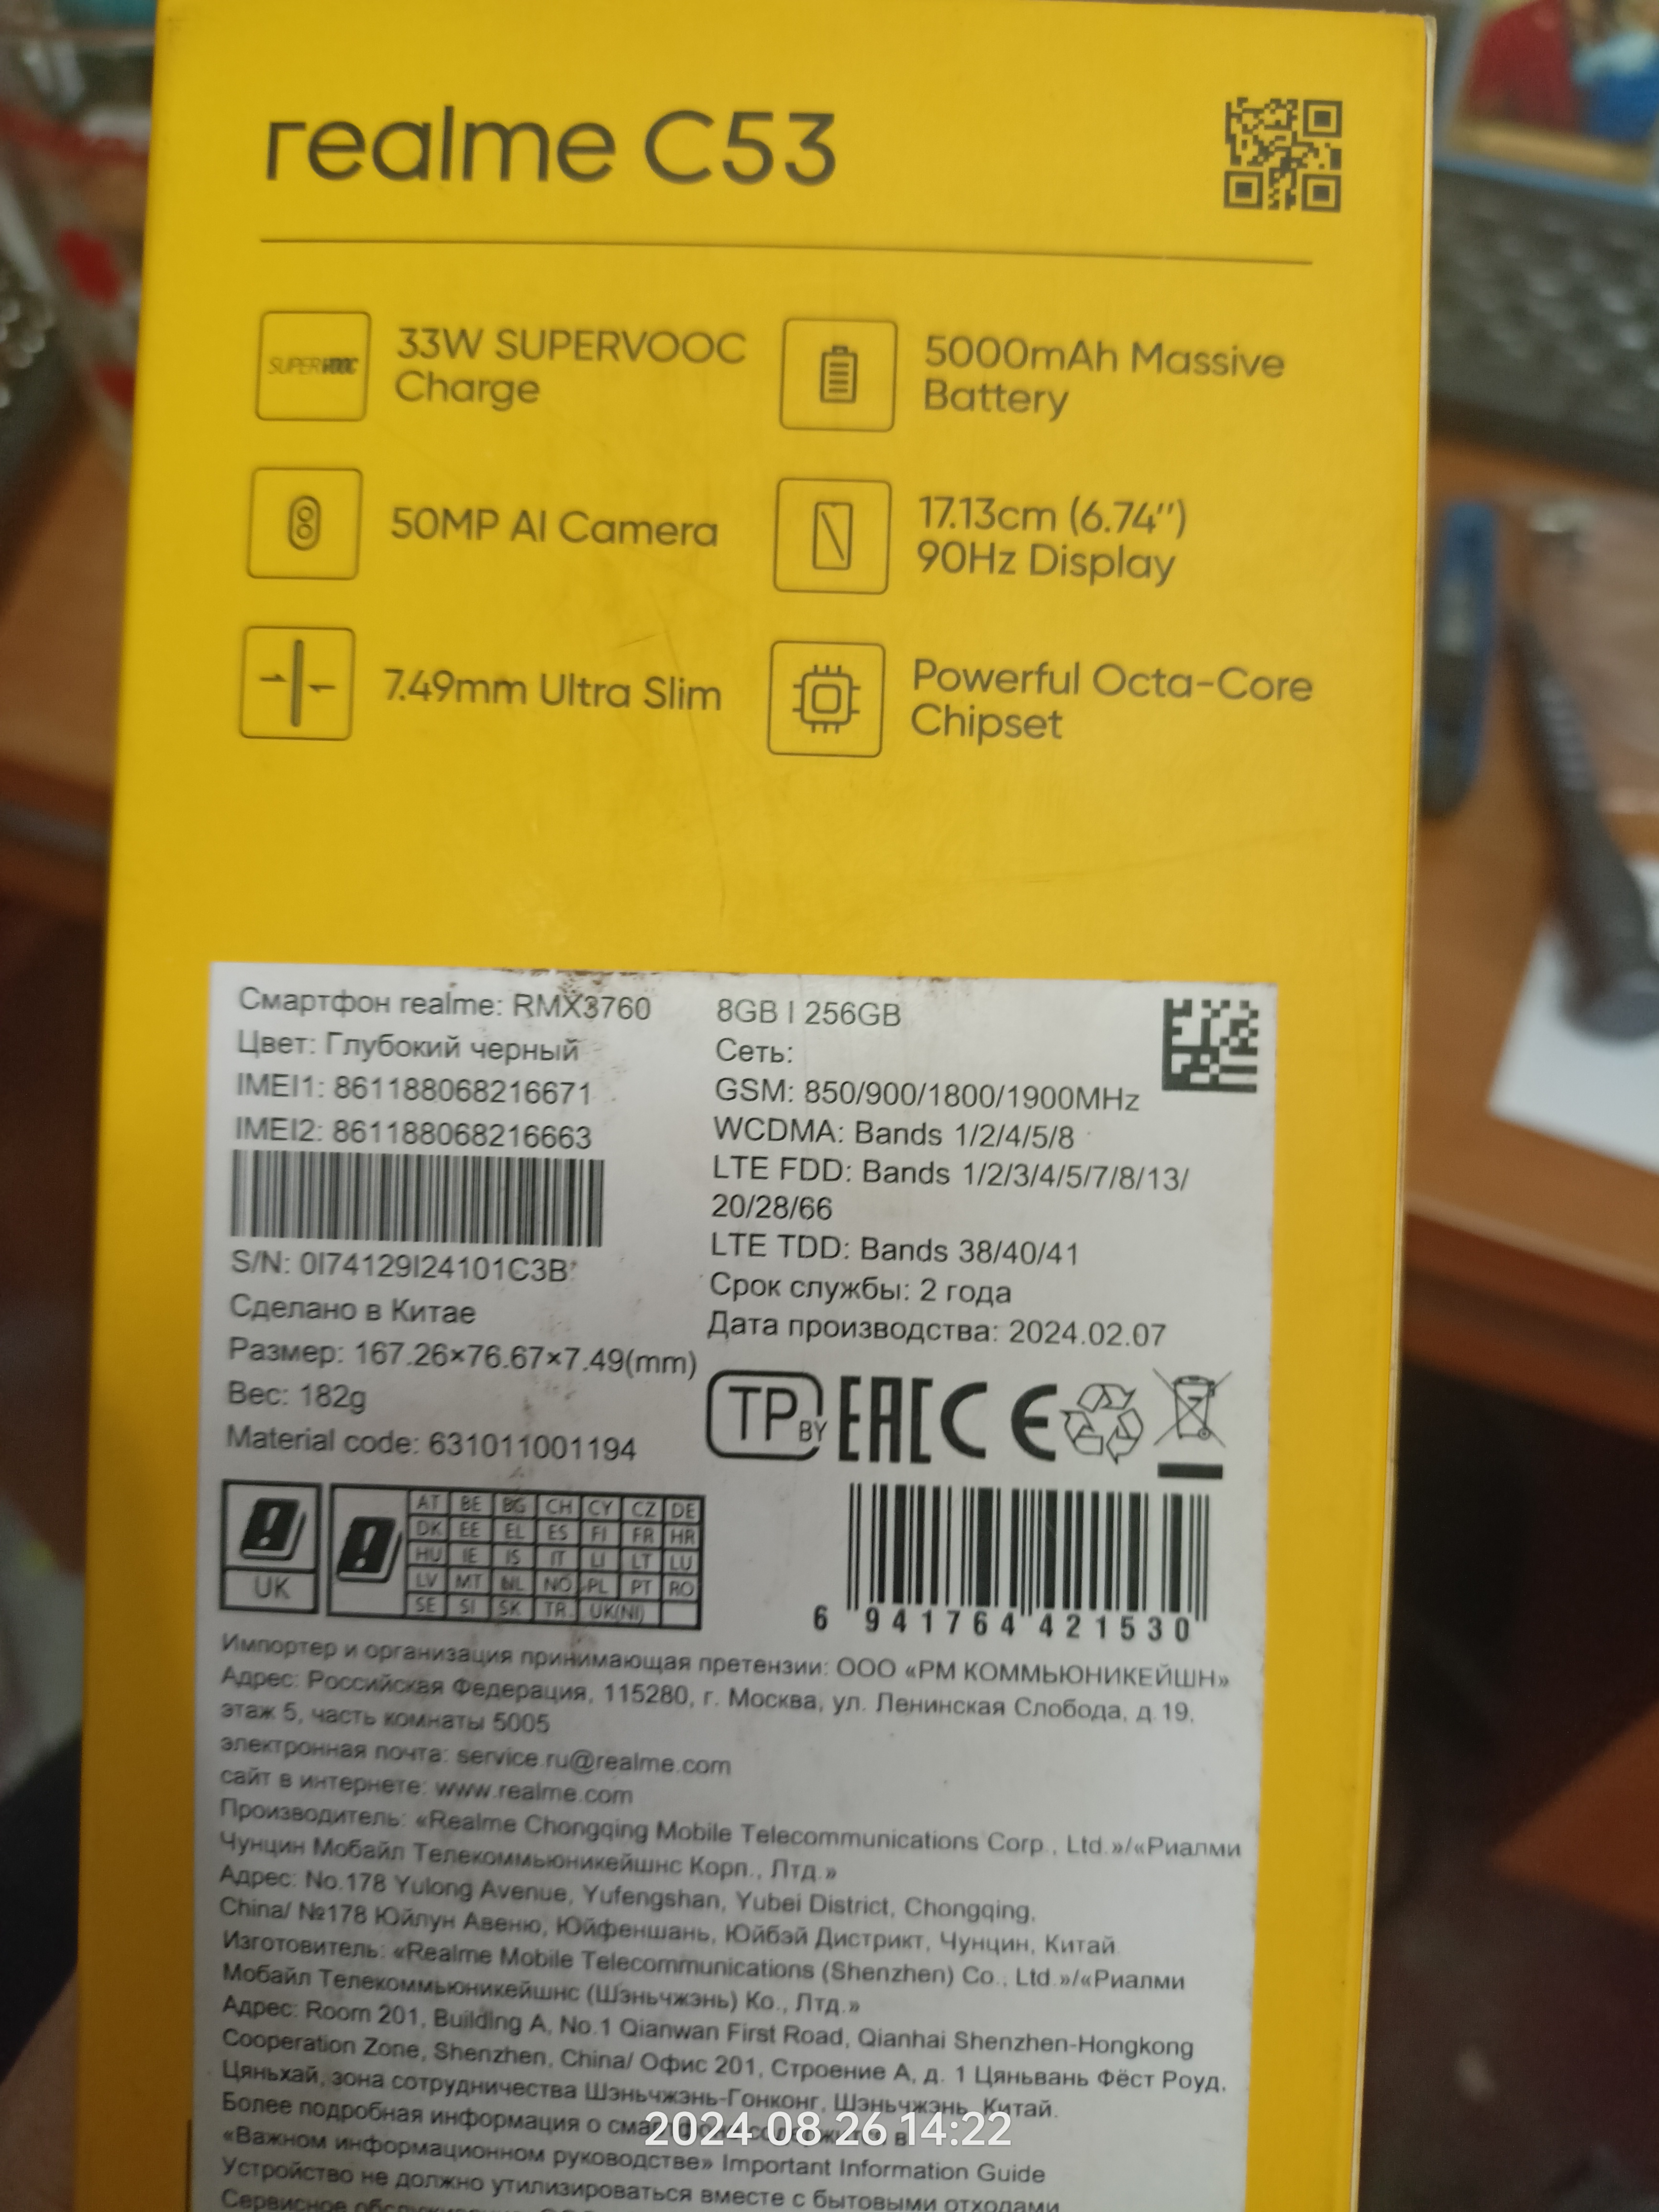 realme C53
SUPERVOOC
33W SUPERVOOC
Charge
5000mAh Massive
Battery
50MP AI Camera
17.13cm (6.74")
90Hz Display
7.49mm Ultra Slim
Powerful Octa-Core
Chipset
Смартфон realme: RMX3760
Цвет: Глубокий черный
IMEI1: 861188068216671
IMEI2: 861188068216663
S/N: 0I74129I24101C3B
Сделано в Китае
Размер: 167.26×76.67×7.49(mm)
Вес: 182g
Material code: 631011001194
8GB | 256GB
Сеть:
GSM: 850/900/1800/1900MHz
WCDMA: Bands 1/2/4/5/8
LTE FDD: Bands 1/2/3/4/5/7/8/13/
20/28/66
LTE TDD: Bands 38/40/41
Срок службы: 2 года
Дата производства: 2024.02.07
TP BY EAC CE
UK
AT BE BG CH CY CZ DE
DK EE EL ES FI FR HR
HU IE IS IT LI LT LU
LV MT NL NO PL PT RO
SE SI SK TR UK(NI)
6 941764 421530
Импортер и организация принимающая претензии: ООО «РМ КОММЬЮНИКЕЙШН»
Адрес: Российская Федерация, 115280, г. Москва, ул. Ленинская Слобода, д.19,
этаж 5, часть комнаты 5005
электронная почта: service.ru@realme.com
сайт в интернете: www.realme.com
Производитель: «Realme Chongqing Mobile Telecommunications Corp., Ltd.»/«Риалми
Чунцин Мобайл Телекоммьюникейшнс Корп., Лтд.»
Адрес: No.178 Yulong Avenue, Yufengshan, Yubei District, Chongqing,
China/ №178 Юйлун Авеню, Юйфеншань, Юйбэй Дистрикт, Чунцин, Китай
Изготовитель: «Realme Mobile Telecommunications (Shenzhen) Co., Ltd.»/«Риалми
Мобайл Телекоммьюникейшнс (Шэньчжэнь) Ко., Лтд.»
Адрес: Room 201, Building A, No.1 Qianwan First Road, Qianhai Shenzhen-Hongkong
Cooperation Zone, Shenzhen, China/ Офис 201, Строение А, д. 1 Цяньвань Фёст Роуд,
Цяньхай, зона сотрудничества Шэньчжэнь-Гонконг, Шэньчжэнь, Китай.
Более подробная информация о в
«Важном информационном руководстве» Important Information Guide
Устройство не должно утилизироваться вместе с бытовыми отходами
Сервисное
2024 08 26 14:22